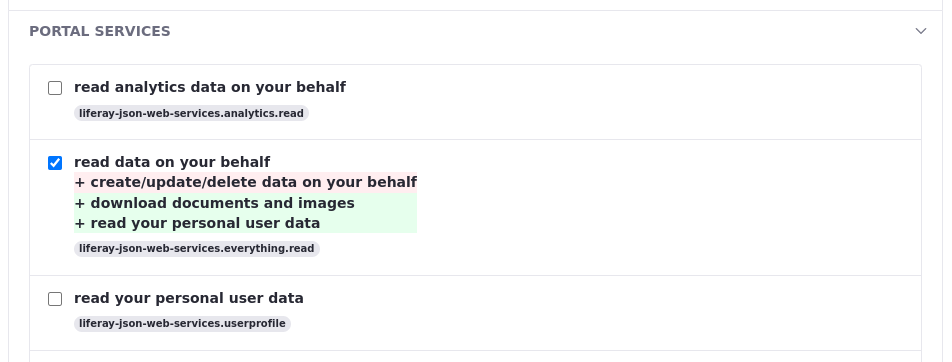 PORTAL SERVICES
read analytics data on your behalf
liferay-json-web-services.analytics.read
read data on your behalf
+ create/update/delete data on your behalf
+ download documents and images
+ read your personal user data
liferay-json-web-services.everything.read
read your personal user data
liferay-json-web-services.userprofile